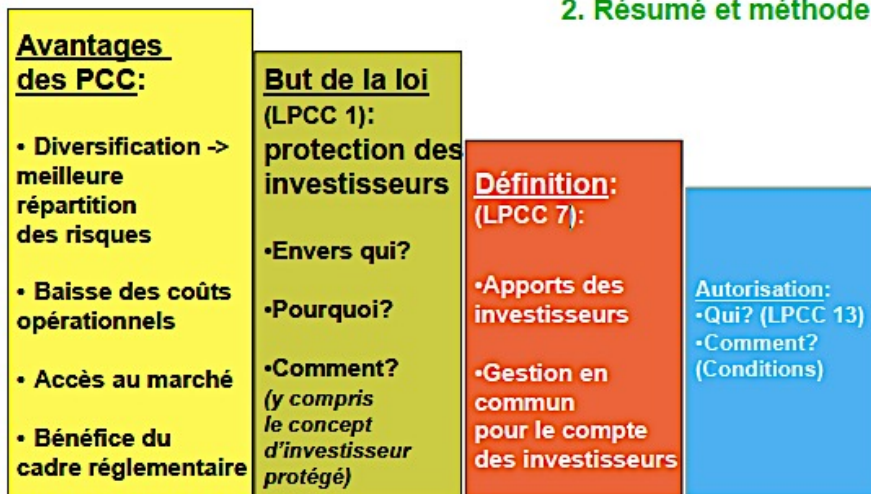 2. Résumé et méthode
Avantages
des PCC:
• Diversification ->
meilleure
répartition
des risques
• Baisse des coûts
opérationnels
• Accès au marché
• Bénéfice du
cadre réglementaire
But de la loi
(LPCC 1):
protection des
investisseurs
•Envers qui?
•Pourquoi?
•Comment?
(y compris
le concept
d'investisseur
protégé)
Définition:
(LPCC 7):
•Apports des
investisseurs
•Gestion en
commun
pour le compte
des investisseurs
Autorisation:
•Qui? (LPCC 13)
•Comment?
(Conditions)